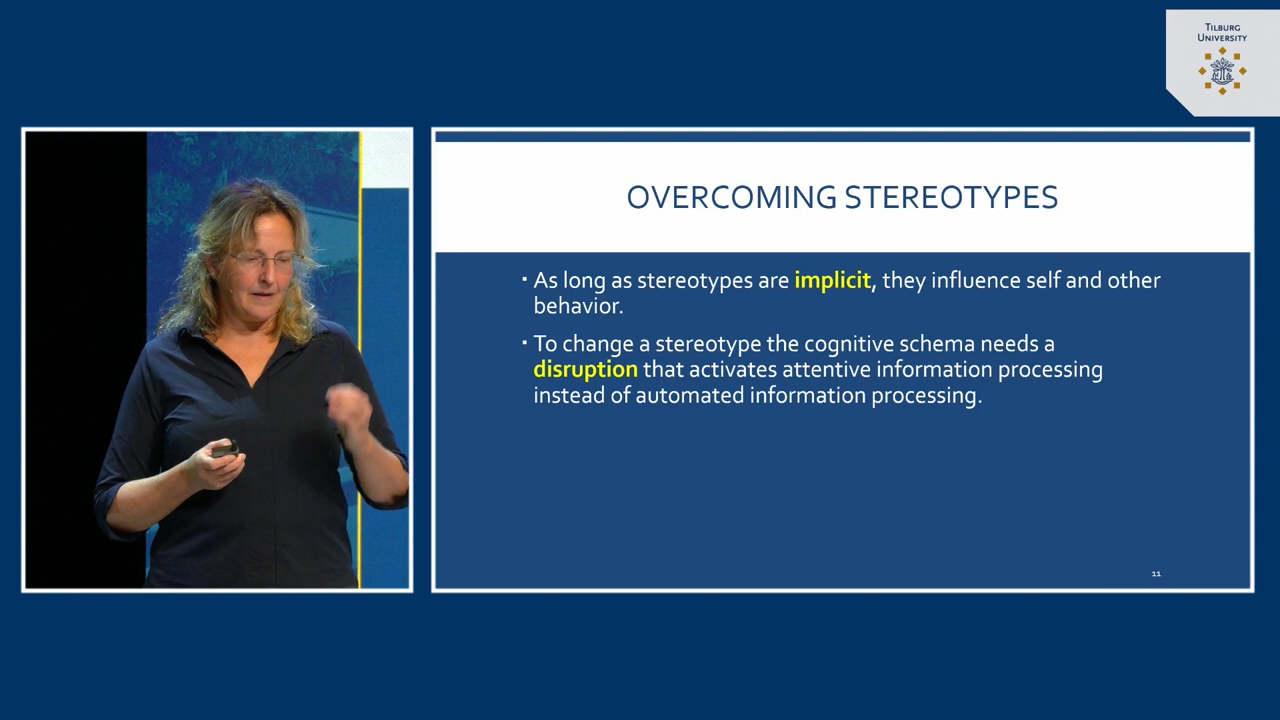 TILBURG
UNIVERSITY
OVERCOMING STEREOTYPES
▪ As long as stereotypes are implicit, they influence self and other
behavior.
▪ To change a stereotype the cognitive schema needs a
disruption that activates attentive information processing
instead of automated information processing.
11